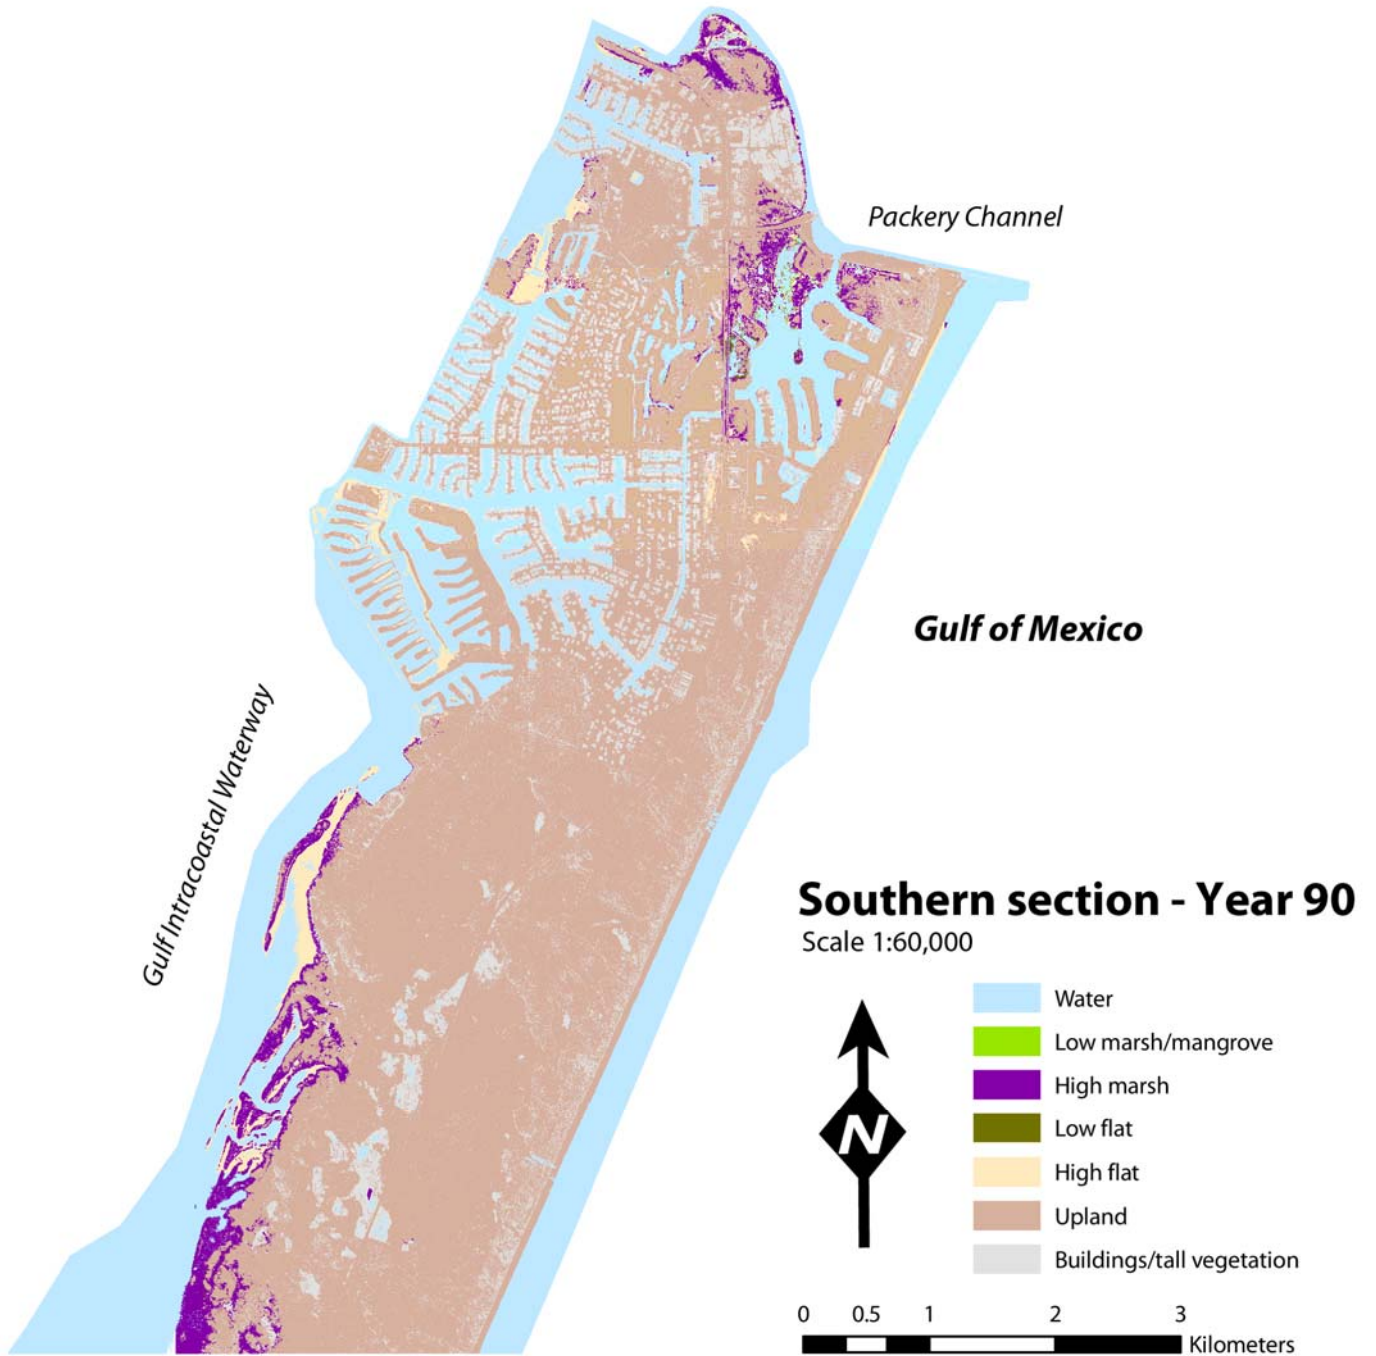 Packery Channel
Gulf of Mexico
Gulf Intracoastal Waterway
Southern section - Year 90
Scale 1:60,000
Water
Low marsh/mangrove
High marsh
Low flat
High flat
Upland
Buildings/tall vegetation
N
0 0.5 1 2 3
Kilometers